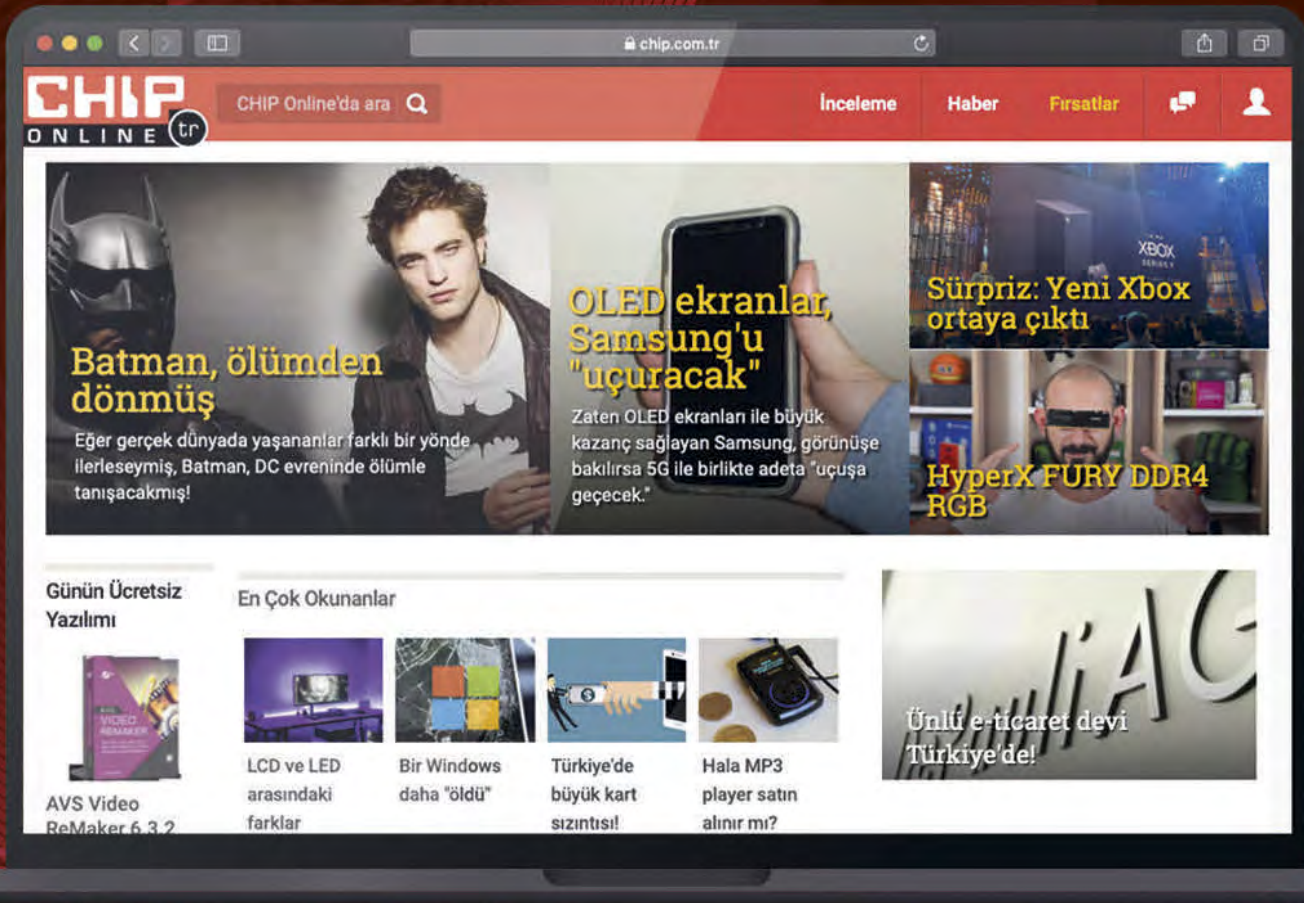 chip.com.tr
CHIP
ONLINE tr
CHIP Online'da ara
İnceleme
Haber
Fırsatlar
Batman, ölümden
dönmüş
Eğer gerçek dünyada yaşananlar farklı bir yönde
ilerleseymiş, Batman, DC evreninde ölümle
tanışacakmış!
OLED ekranlar,
Samsung'u
"uçuracak"
Zaten OLED ekranları ile büyük
kazanç sağlayan Samsung, görünüşe
bakılırsa 5G ile birlikte adeta "uçuşa
geçecek."
XBOX
SERIES X
Sürpriz: Yeni Xbox
ortaya çıktı
HyperX FURY DDR4
RGB
Günün Ücretsiz
Yazılımı
VIDEO
REMAKER
AVS Video
ReMaker 6.3.2
En Çok Okunanlar
LCD ve LED
arasındaki
farklar
Bir Windows
daha "öldü"
Türkiye'de
büyük kart
sızıntısı!
Hala MP3
player satın
alınır mı?
AG
Ünlü e-ticaret devi
Türkiye'de!